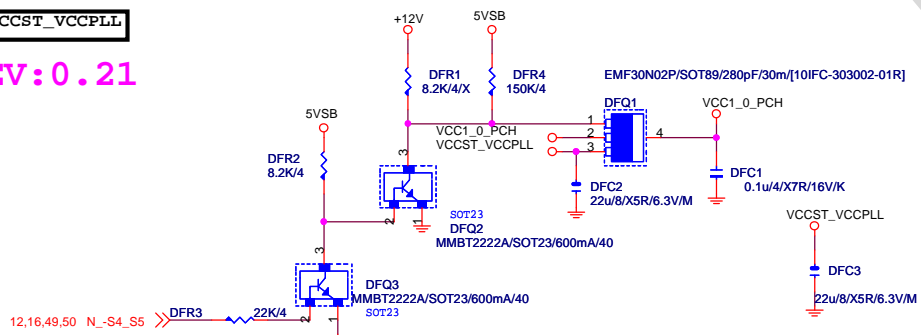 CCST_VCCPLL
EV:0.21
+12V
5VSB
DFR1
8.2K/4/X
DFR4
150K/4
EMF30N02P/SOT89/280pF/30m/[10IFC-303002-01R]
DFQ1
VCC1_0_PCH
5VSB
VCC1_0_PCH
VCCST_VCCPLL
1
2
3
4
DFR2
8.2K/4
3
2
1
SOT23
DFQ2
MMBT2222A/SOT23/600mA/40
DFC2
22u/8/X5R/6.3V/M
DFC1
0.1u/4/X7R/16V/K
VCCST_VCCPLL
DFC3
22u/8/X5R/6.3V/M
3
DFQ3
MMBT2222A/SOT23/600mA/40
SOT23
2
1
12,16,49,50 N_-S4_S5
DFR3
22K/4